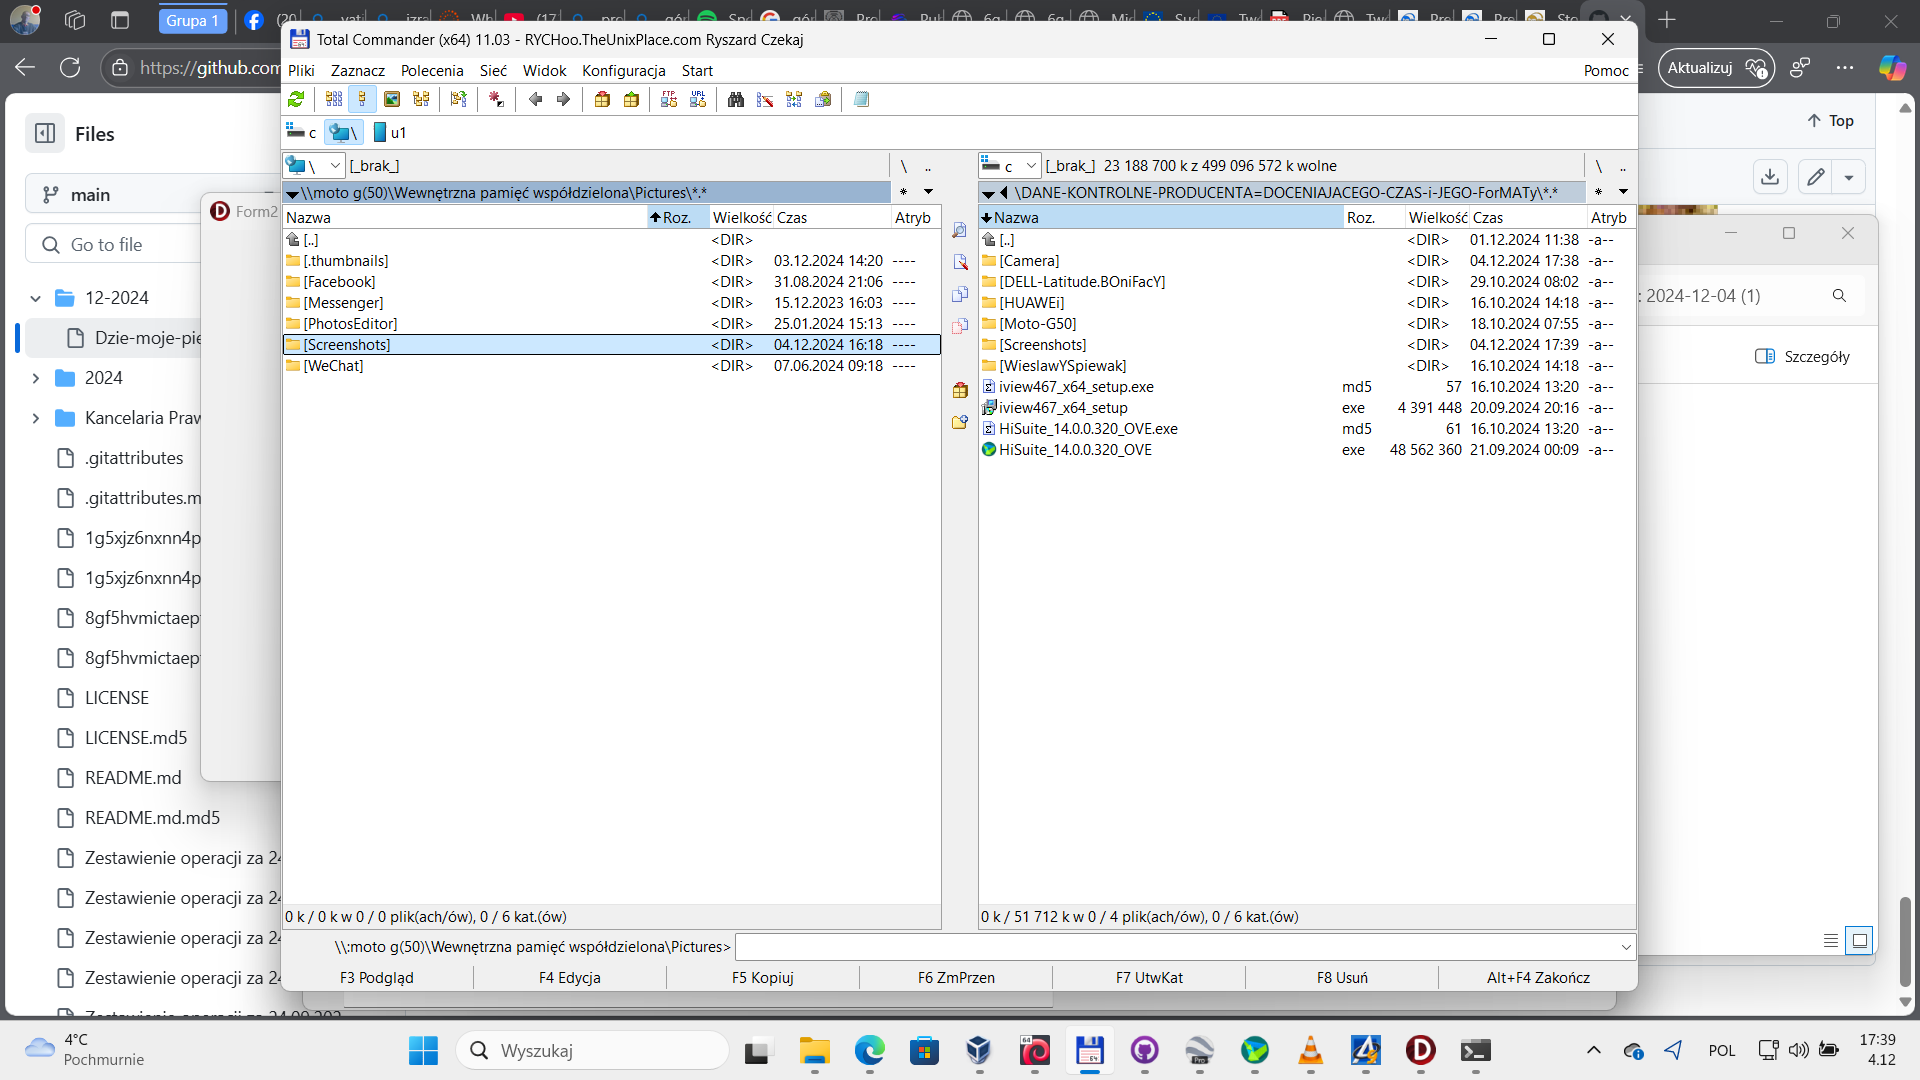 Grupa 1
https://github.com
Aktualizuj
Total Commander (x64) 11.03 - RYCHoo.TheUnixPlace.com Ryszard Czekaj
Pliki Zaznacz Polecenia Sieć Widok Konfiguracja Start Pomoc
c \ u1
\ [_brak_] \ ..
c [_brak_] 23 188 700 k z 499 096 572 k wolne \ ..
\\moto g(50)\Wewnętrzna pamięć współdzielona\Pictures\*.* *
\DANE-KONTROLNE-PRODUCENTA=DOCENIAJACEGO-CZAS-i-JEGO-ForMATy\*.* *
Nazwa Roz. Wielkość Czas Atryb
[..] <DIR>
[.thumbnails] <DIR> 03.12.2024 14:20 ----
[Facebook] <DIR> 31.08.2024 21:06 ----
[Messenger] <DIR> 15.12.2023 16:03 ----
[PhotosEditor] <DIR> 25.01.2024 15:13 ----
[Screenshots] <DIR> 04.12.2024 16:18 ----
[WeChat] <DIR> 07.06.2024 09:18 ----
0 k / 0 k w 0 / 0 plik(ach/ów), 0 / 6 kat.(ów)
Nazwa Roz. Wielkość Czas Atryb
[..] <DIR> 01.12.2024 11:38 -a--
[Camera] <DIR> 04.12.2024 17:38 -a--
[DELL-Latitude.BOniFacY] <DIR> 29.10.2024 08:02 -a--
[HUAWEi] <DIR> 16.10.2024 14:18 -a--
[Moto-G50] <DIR> 18.10.2024 07:55 -a--
[Screenshots] <DIR> 04.12.2024 17:39 -a--
[WieslawYSpiewak] <DIR> 16.10.2024 14:18 -a--
iview467_x64_setup.exe md5 57 16.10.2024 13:20 -a--
iview467_x64_setup exe 4 391 448 20.09.2024 20:16 -a--
HiSuite_14.0.0.320_OVE.exe md5 61 16.10.2024 13:20 -a--
HiSuite_14.0.0.320_OVE exe 48 562 360 21.09.2024 00:09 -a--
0 k / 51 712 k w 0 / 4 plik(ach/ów), 0 / 6 kat.(ów)
\\:moto g(50)\Wewnętrzna pamięć współdzielona\Pictures>
F3 Podgląd F4 Edycja F5 Kopiuj F6 ZmPrzen F7 UtwKat F8 Usuń Alt+F4 Zakończ
Files
main
Go to file
12-2024
Dzie-moje-pie
2024
Kancelaria Praw
.gitattributes
.gitattributes.m
1g5xjz6nxnn4p
1g5xjz6nxnn4p
8gf5hvmictaep
8gf5hvmictaep
LICENSE
LICENSE.md5
README.md
README.md.md5
Zestawienie operacji za 24
Zestawienie operacji za 24
Zestawienie operacji za 24
Zestawienie operacji za 24
Zestawienie operacji za 24.09.202
Form2
Top
: 2024-12-04 (1)
Szczegóły
4°C
Pochmurnie
Wyszukaj
POL
17:39
4.12